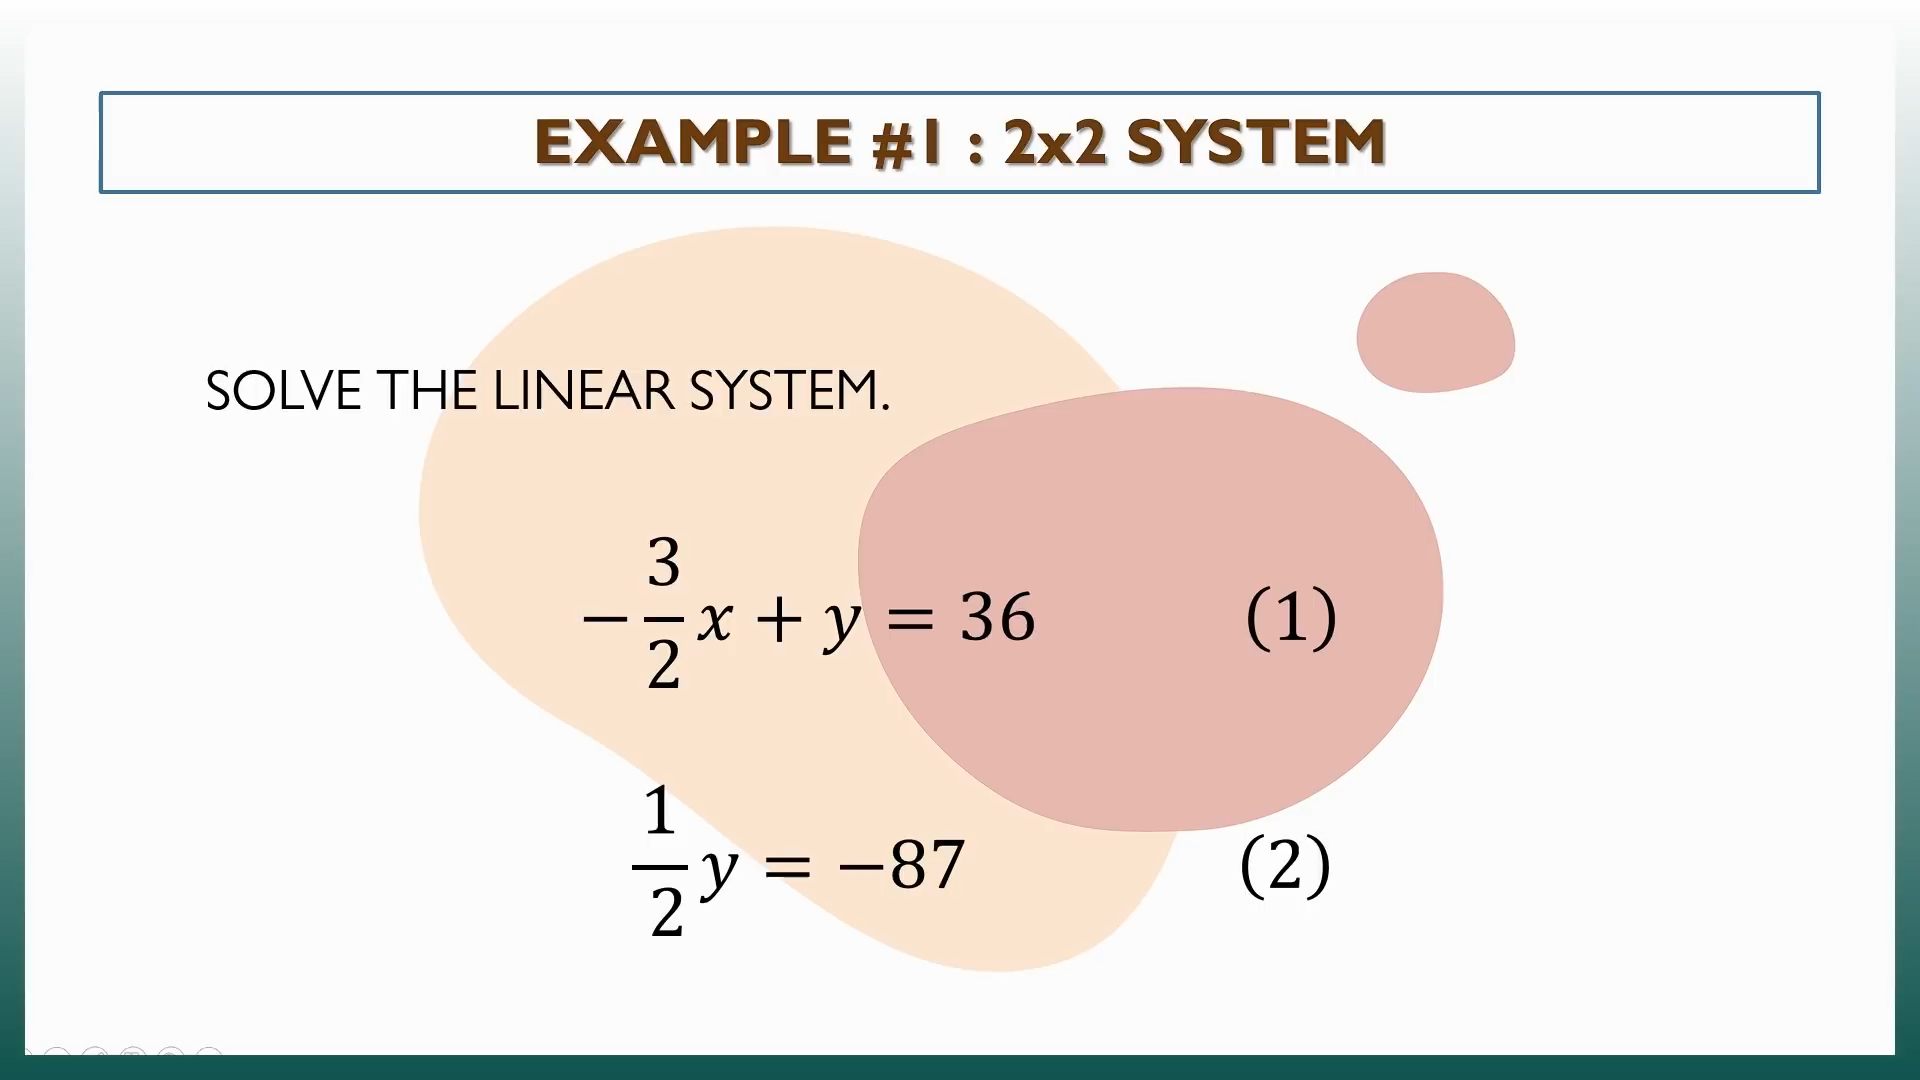 EXAMPLE #1 : 2x2 SYSTEM
SOLVE THE LINEAR SYSTEM.
−3/2 x + y = 36 (1)
1/2 y = −87 (2)